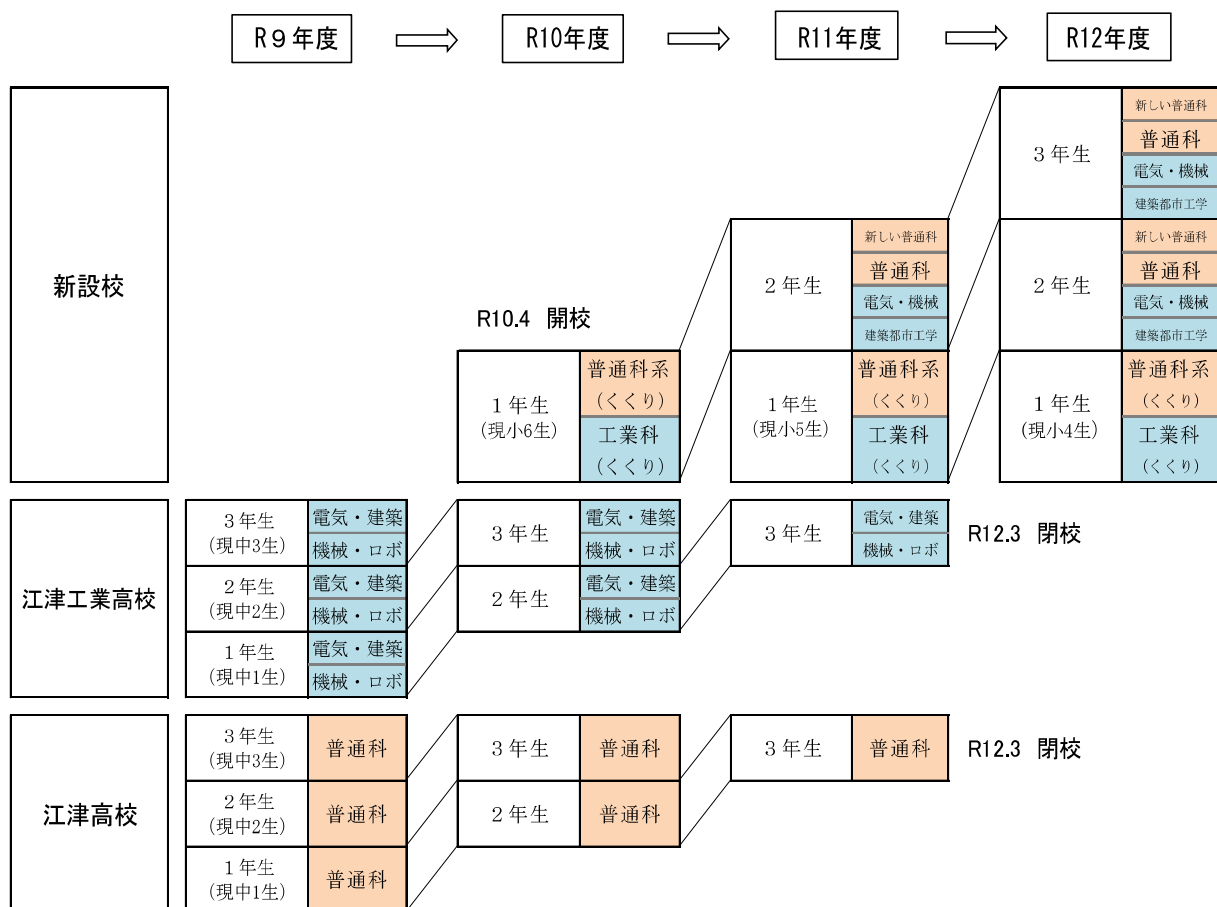 R9年度
R10年度
R11年度
R12年度
新設校
R10.4 開校
1年生
(現小6生)
普通科系
(くくり)
工業科
(くくり)
2年生
新しい普通科
普通科
電気・機械
建築都市工学
1年生
(現小5生)
普通科系
(くくり)
工業科
(くくり)
3年生
新しい普通科
普通科
電気・機械
建築都市工学
2年生
新しい普通科
普通科
電気・機械
建築都市工学
1年生
(現小4生)
普通科系
(くくり)
工業科
(くくり)
江津工業高校
3年生
(現中3生)
電気・建築
機械・ロボ
2年生
(現中2生)
電気・建築
機械・ロボ
1年生
(現中1生)
電気・建築
機械・ロボ
3年生
電気・建築
機械・ロボ
2年生
電気・建築
機械・ロボ
3年生
電気・建築
機械・ロボ
R12.3 閉校
江津高校
3年生
(現中3生)
普通科
2年生
(現中2生)
普通科
1年生
(現中1生)
普通科
3年生
普通科
2年生
普通科
3年生
普通科
R12.3 閉校